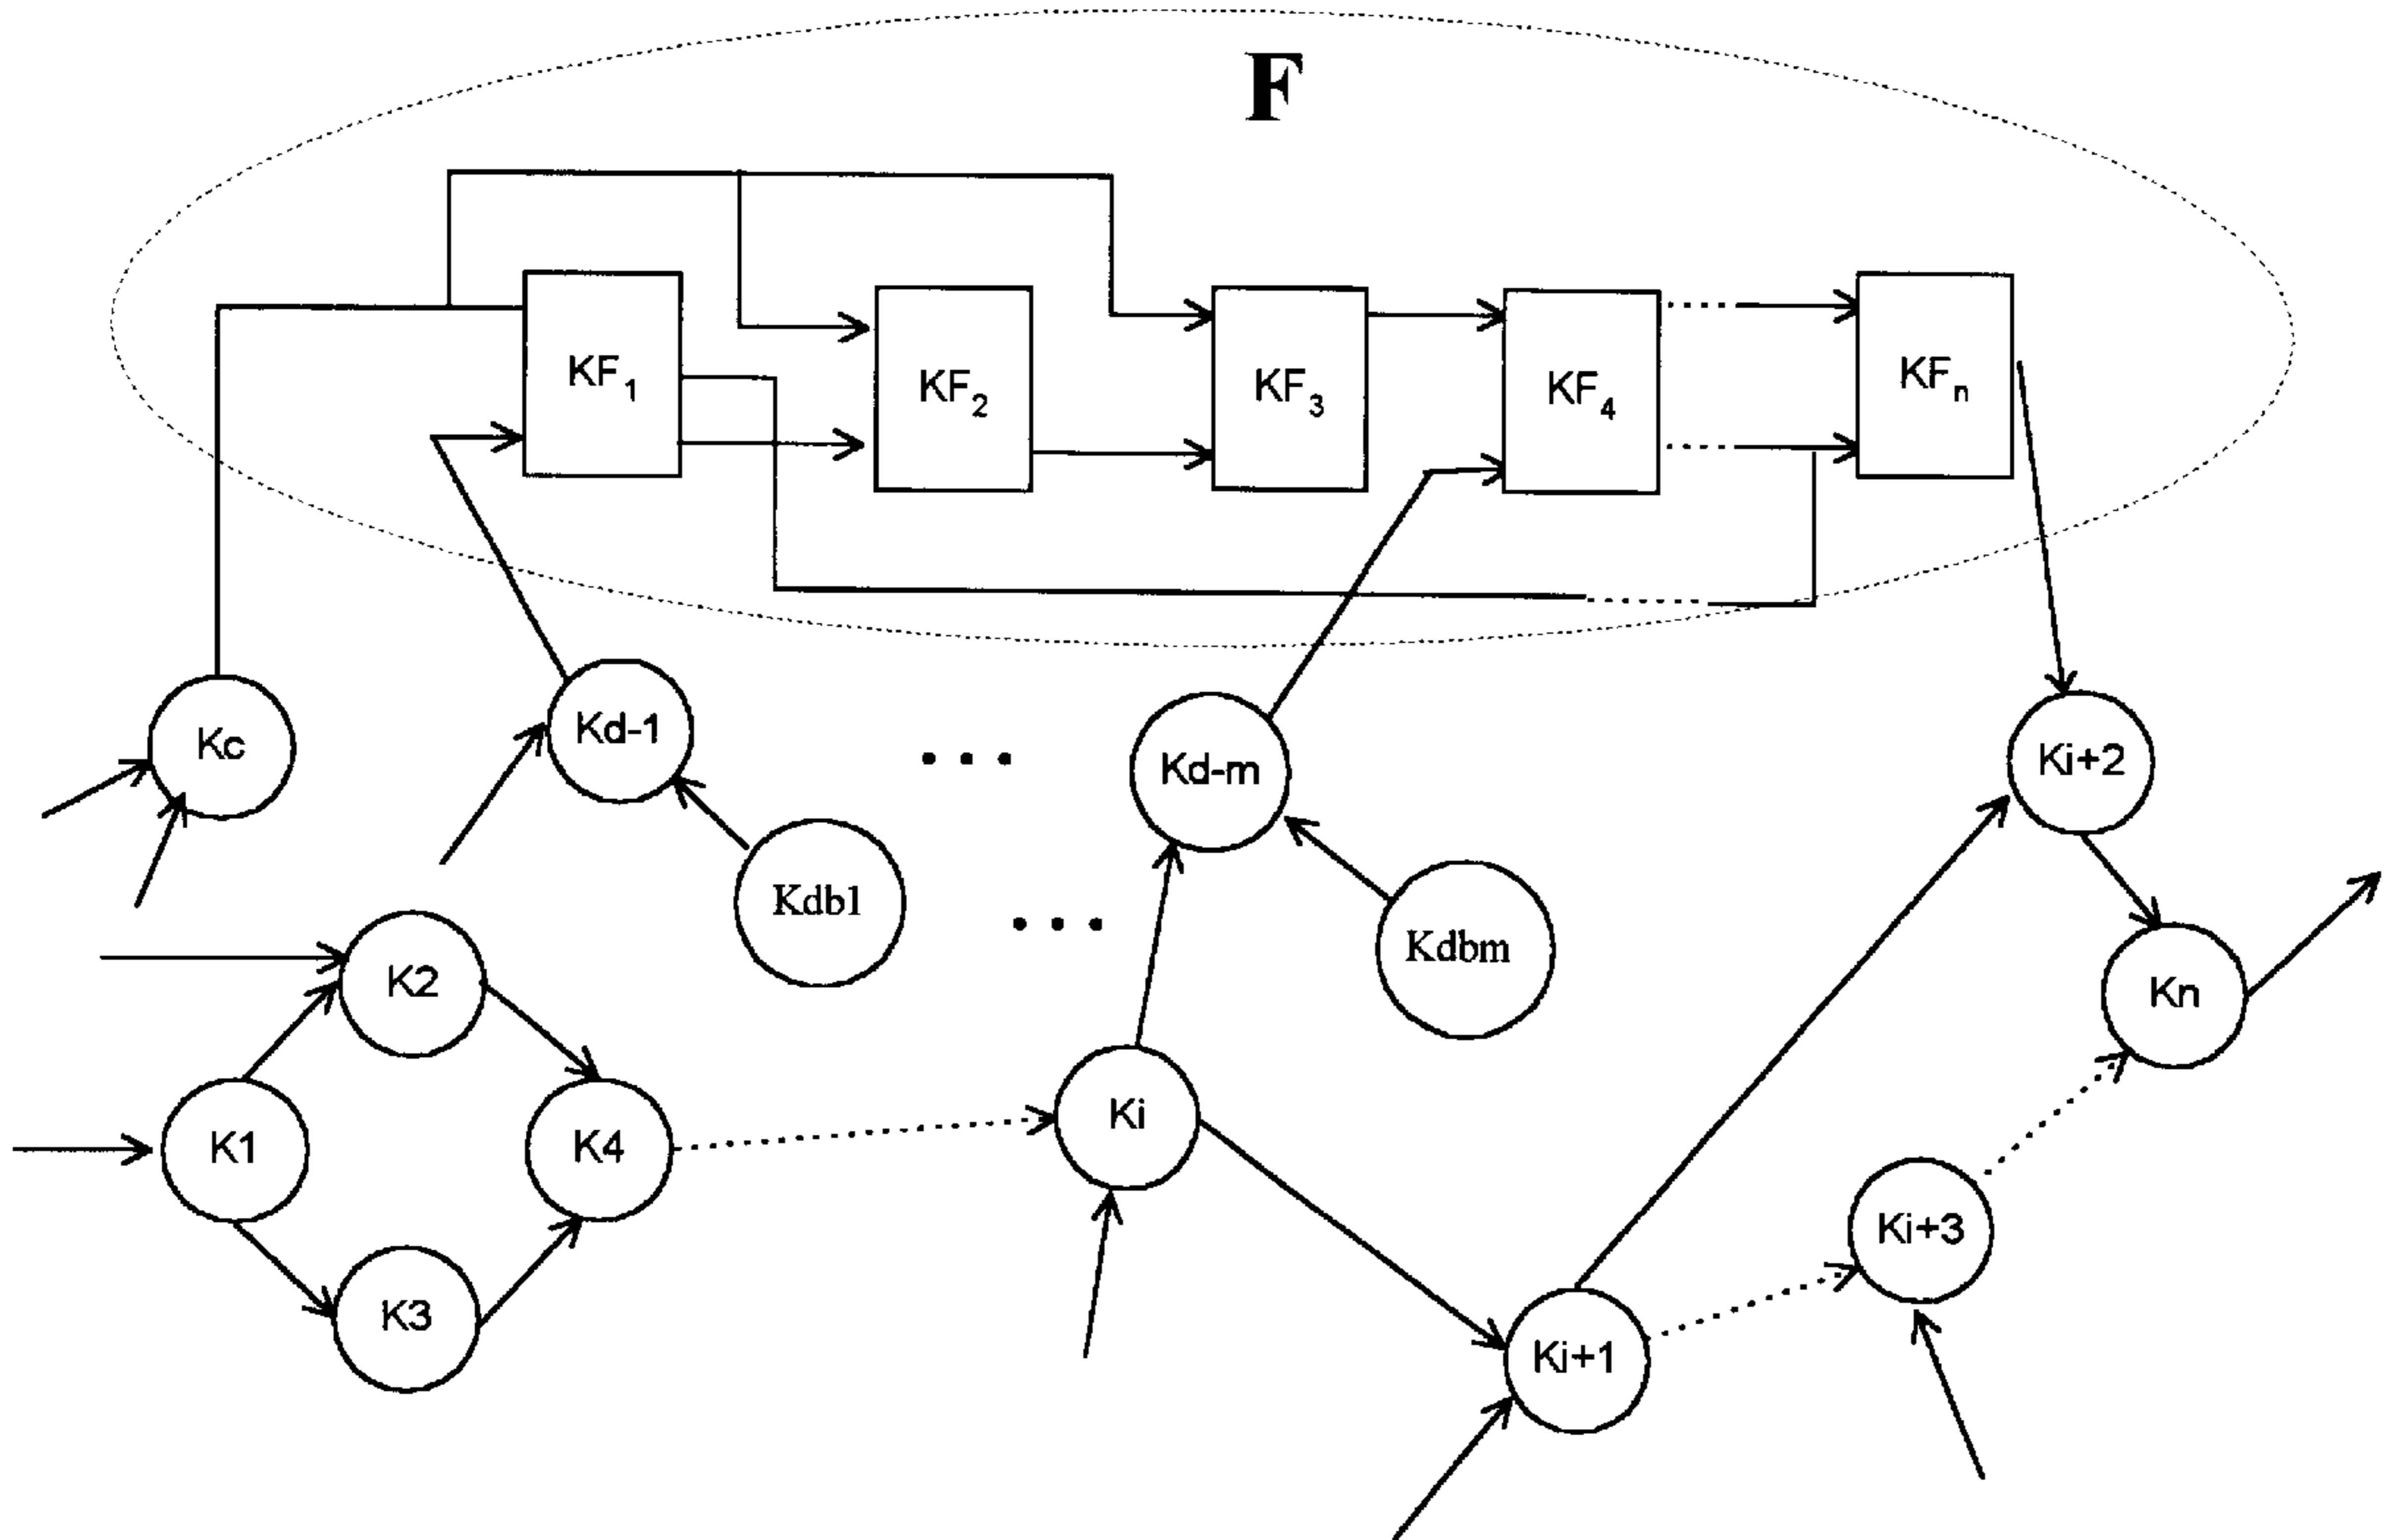 F
KF1
KF2
KF3
KF4
KFn
Kc
Kd-1
...
Kd-m
Ki+2
Kdb1
...
Kdbm
K2
Kn
K1
K4
Ki
K3
Ki+3
Ki+1